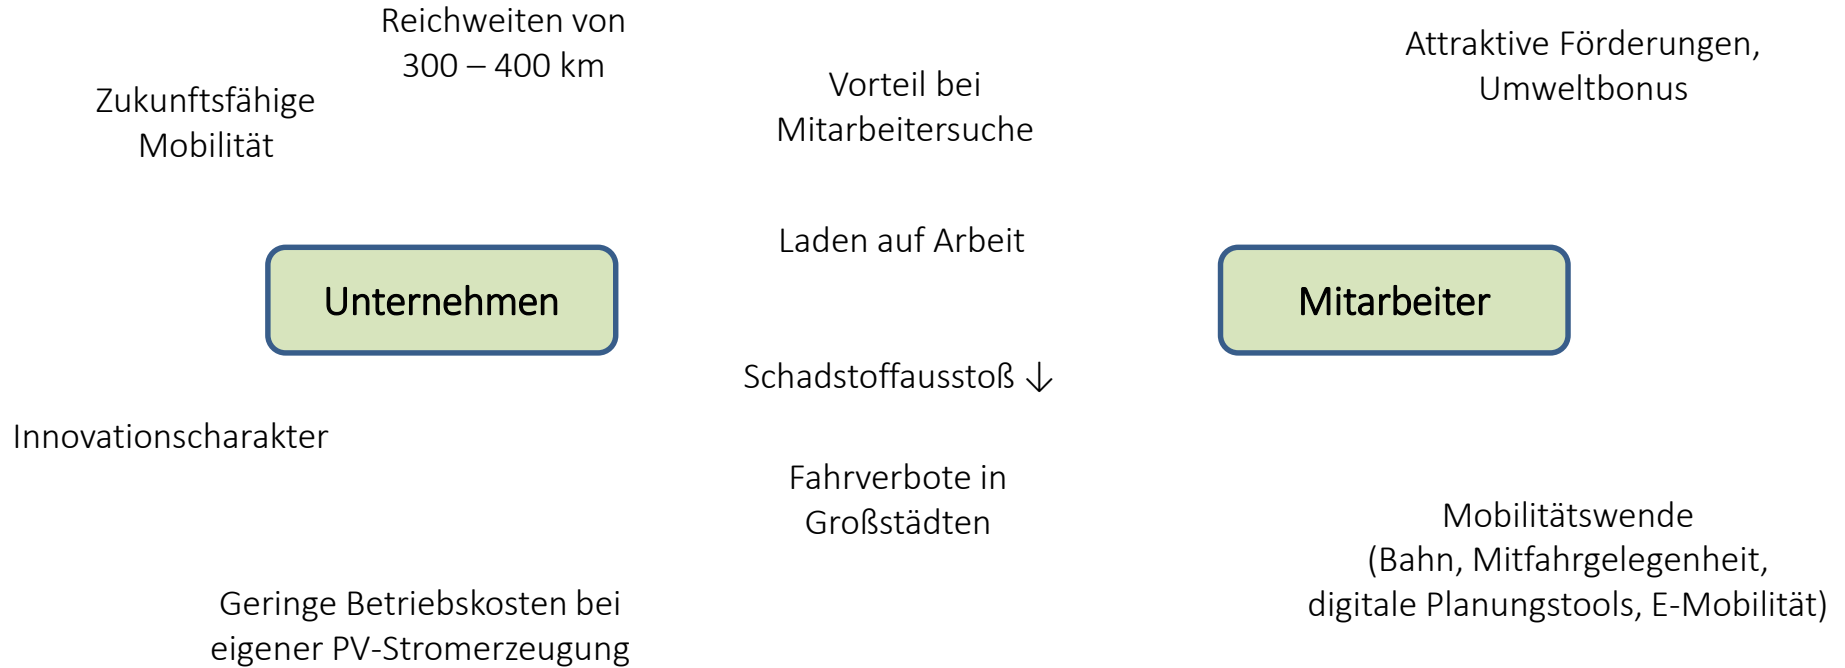 Reichweiten von
300 – 400 km
Zukunftsfähige
Mobilität
Vorteil bei
Mitarbeitersuche
Attraktive Förderungen,
Umweltbonus
Laden auf Arbeit
Unternehmen
Mitarbeiter
Schadstoffausstoß ↓
Innovationscharakter
Fahrverbote in
Großstädten
Mobilitätswende
(Bahn, Mitfahrgelegenheit,
digitale Planungstools, E-Mobilität)
Geringe Betriebskosten bei
eigener PV-Stromerzeugung